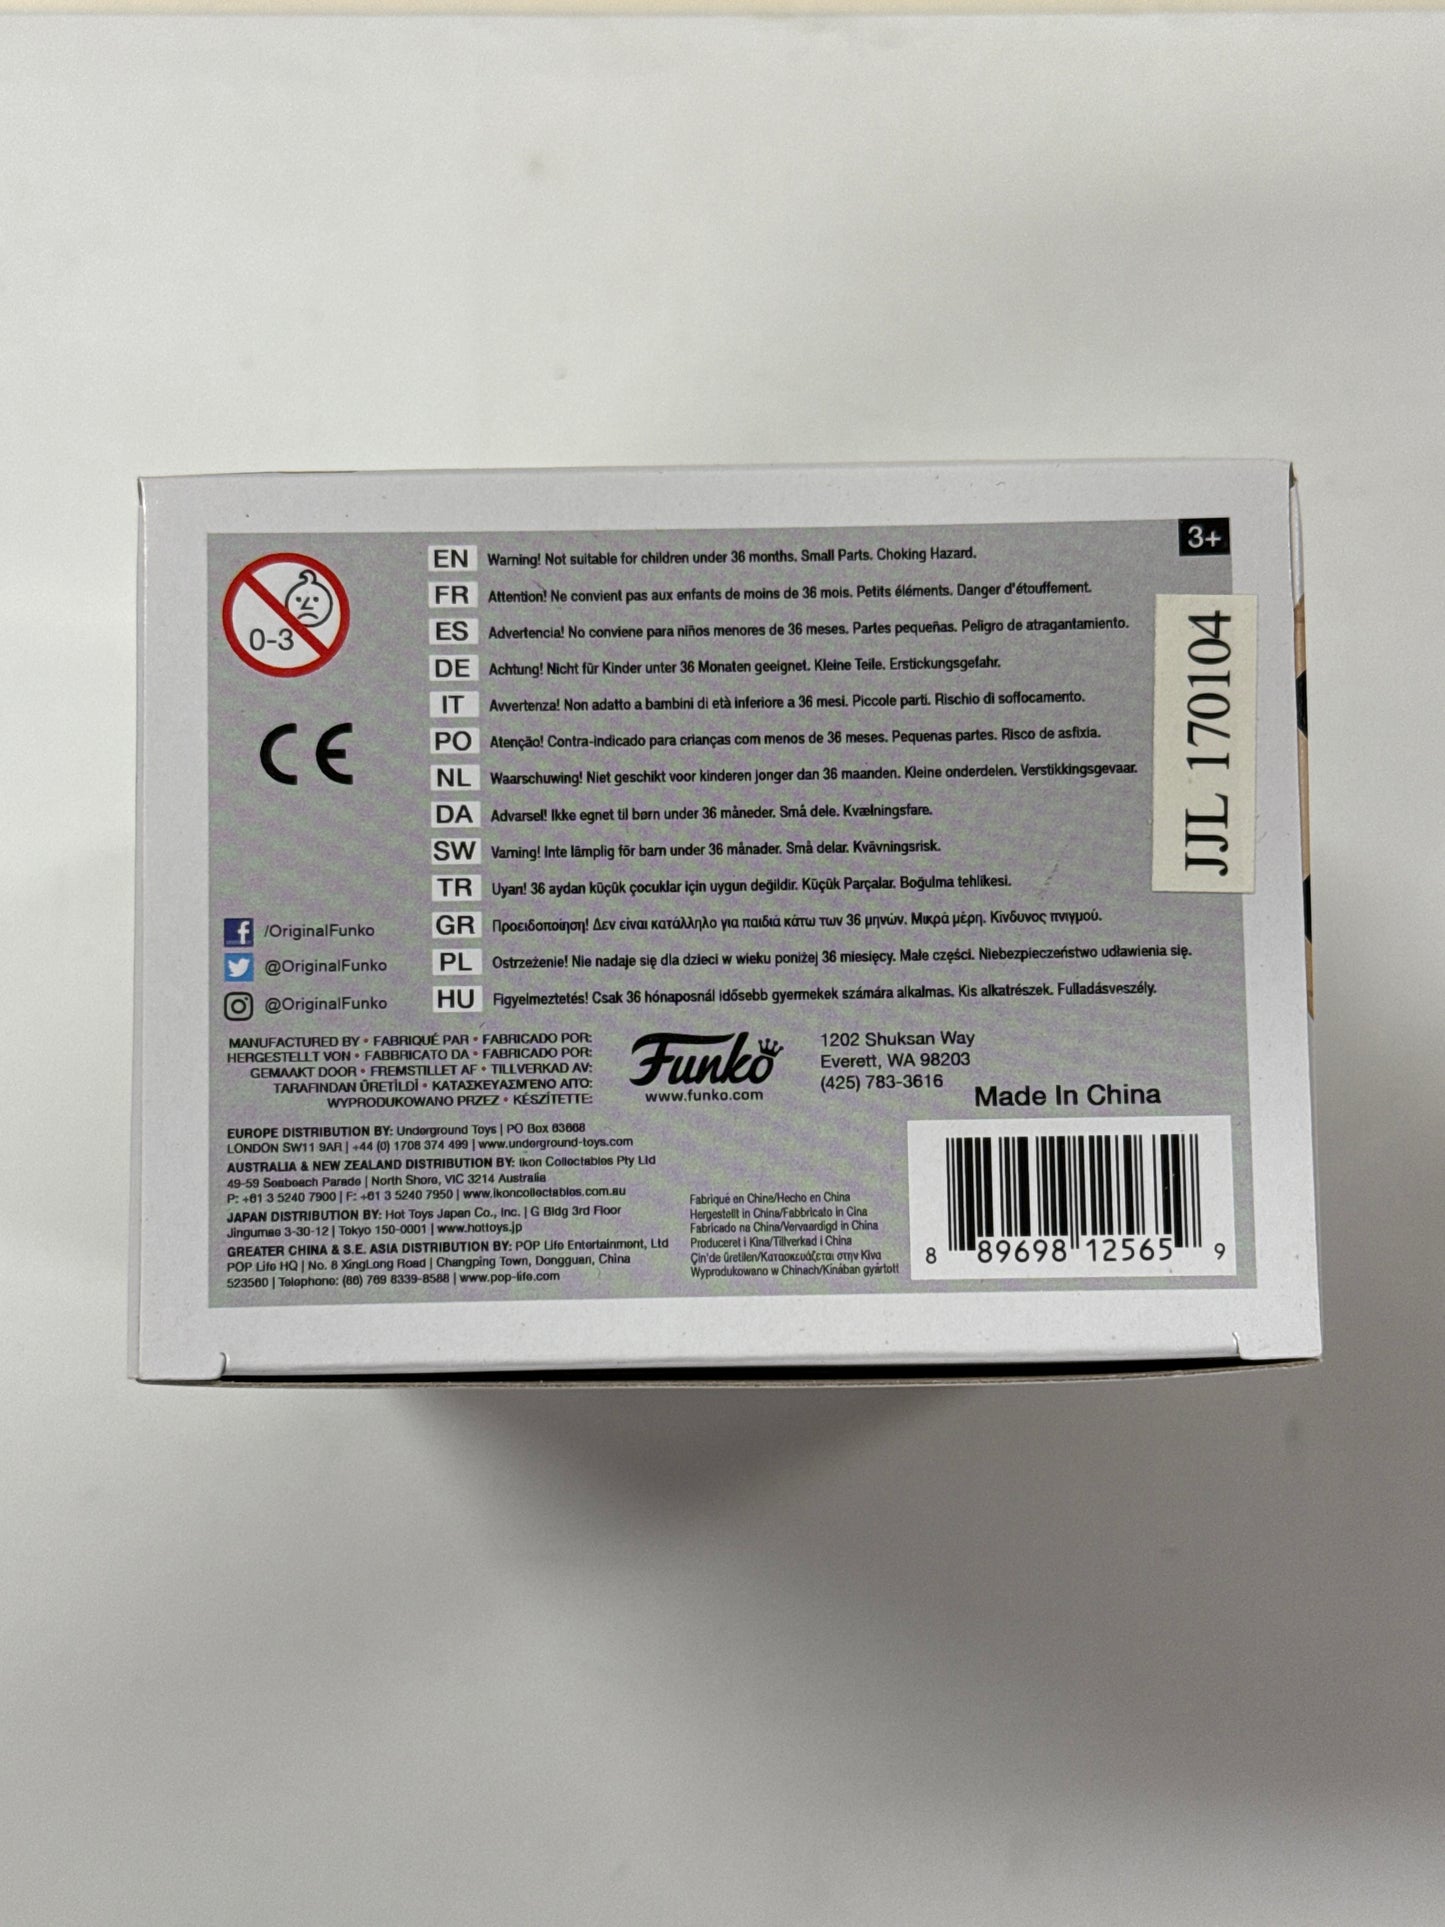 3+
0-3
EN Warning! Not suitable for children under 36 months. Small Parts. Choking Hazard.
FR Attention! Ne convient pas aux enfants de moins de 36 mois. Petits éléments. Danger d'étouffement.
ES Advertencia! No conviene para niños menores de 36 meses. Partes pequeñas. Peligro de atragantamiento.
DE Achtung! Nicht für Kinder unter 36 Monaten geeignet. Kleine Teile. Erstickungsgefahr.
IT Avvertenza! Non adatto a bambini di età inferiore a 36 mesi. Piccole parti. Rischio di soffocamento.
PO Atenção! Contra-indicado para crianças com menos de 36 meses. Pequenas partes. Risco de asfixia.
NL Waarschuwing! Niet geschikt voor kinderen jonger dan 36 maanden. Kleine onderdelen. Verstikkingsgevaar.
DA Advarsel! Ikke egnet til børn under 36 måneder. Små dele. Kvælningsfare.
SW Varning! Inte lämplig för barn under 36 månader. Små delar. Kvävningsrisk.
TR Uyarı! 36 aydan küçük çocuklar için uygun değildir. Küçük Parçalar. Boğulma tehlikesi.
GR Προειδοποίηση! Δεν είναι κατάλληλο για παιδιά κάτω των 36 μηνών. Μικρά μέρη. Κίνδυνος πνιγμού.
PL Ostrzeżenie! Nie nadaje się dla dzieci w wieku poniżej 36 miesięcy. Małe części. Niebezpieczeństwo udławienia się.
HU Figyelmeztetés! Csak 36 hónaposnál idősebb gyermekek számára alkalmas. Kis alkatrészek. Fulladásveszély.
CE
JJL 170104
/OriginalFunko
@OriginalFunko
@OriginalFunko
MANUFACTURED BY • FABRIQUÉ PAR • FABRICADO POR:
HERGESTELLT VON • FABBRICATO DA • FABRICADO POR:
GEMAAKT DOOR • FREMSTILLET AF • TILLVERKAD AV:
TARAFINDAN ÜRETİLDİ • ΚΑΤΑΣΚΕΥΑΣΜΈΝΟ ΑΠΌ:
WYPRODUKOWANO PRZEZ • KÉSZÍTETTE:
Funko
www.funko.com
1202 Shuksan Way
Everett, WA 98203
(425) 783-3616
Made In China
EUROPE DISTRIBUTION BY: Underground Toys | PO Box 63668
LONDON SW11 9AR | +44 (0) 1708 374 499 | www.underground-toys.com
AUSTRALIA & NEW ZEALAND DISTRIBUTION BY: Ikon Collectables Pty Ltd
49-59 Seabeach Parade | North Shore, VIC 3214 Australia
P: +61 3 5240 7900 | F: +61 3 5240 7950 | www.ikoncollectables.com.au
JAPAN DISTRIBUTION BY: Hot Toys Japan Co., Inc. | G Bldg 3rd Floor
Jingumae 3-30-12 | Tokyo 150-0001 | www.hottoys.jp
GREATER CHINA & S.E. ASIA DISTRIBUTION BY: POP Life Entertainment, Ltd
POP Life HQ | No. 8 XingLong Road | Changping Town, Dongguan, China
523560 | Telophone: (86) 769 8339-8588 | www.pop-life.com
Fabriqué en Chine/Hecho en China
Hergestellt in China/Fabbricato in Cina
Fabricado na China/Vervaardigd in China
Produceret i Kina/Tillverkad i China
Çin'de üretilen/Κατασκευάζεται στην Κίνα
Wyprodukowano w Chinach/Kínában gyártott
8 89698 12565 9